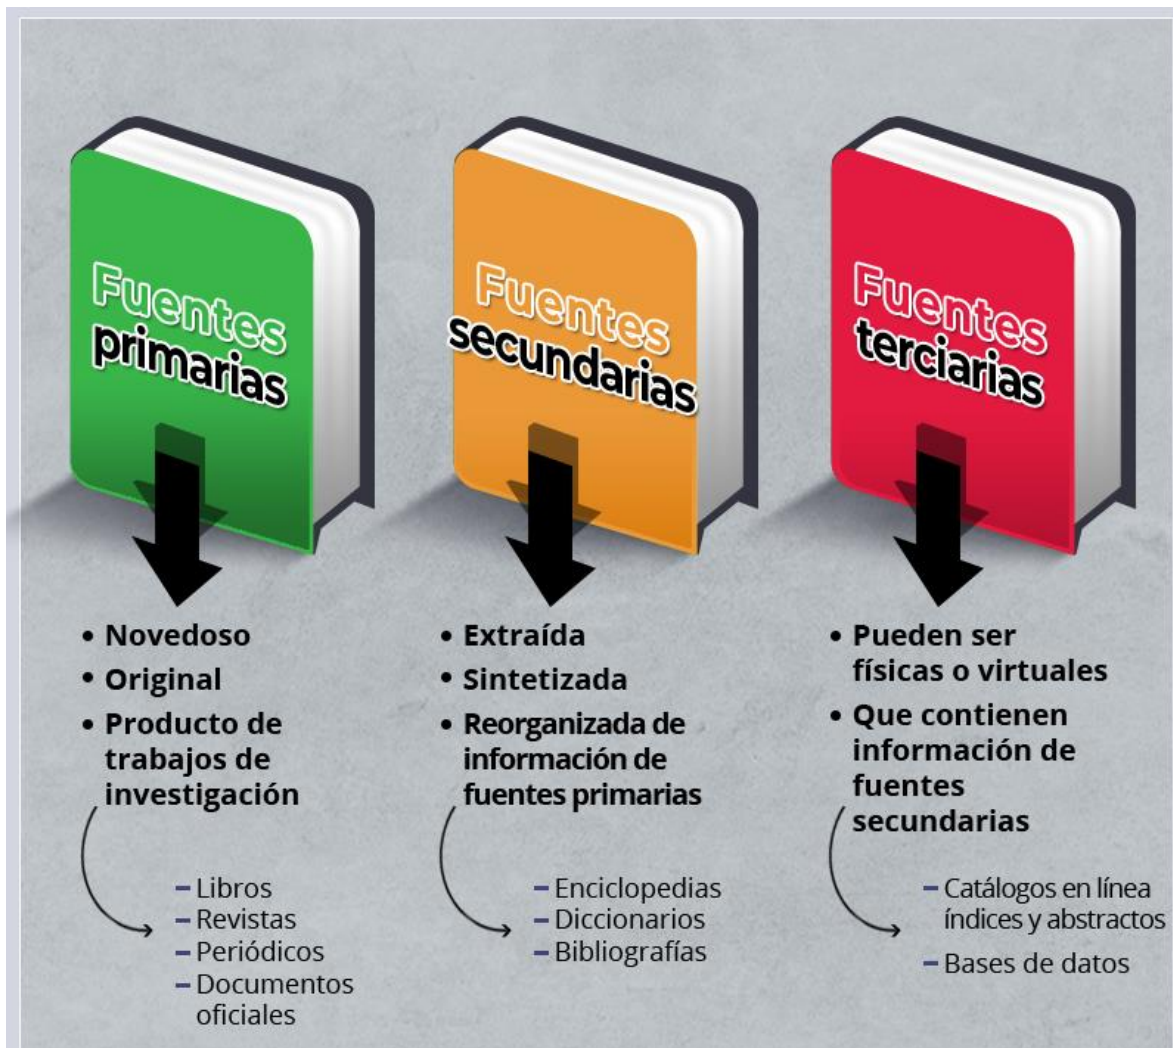 Fuentes
primarias
• Novedoso
• Original
• Producto de
trabajos de
investigación
– Libros
– Revistas
– Periódicos
– Documentos
oficiales
Fuentes
secundarias
• Extraída
• Sintetizada
• Reorganizada de
información de
fuentes primarias
– Enciclopedias
– Diccionarios
– Bibliografías
Fuentes
terciarias
• Pueden ser
físicas o virtuales
• Que contienen
información de
fuentes
secundarias
– Catálogos en línea
índices y abstractos
– Bases de datos